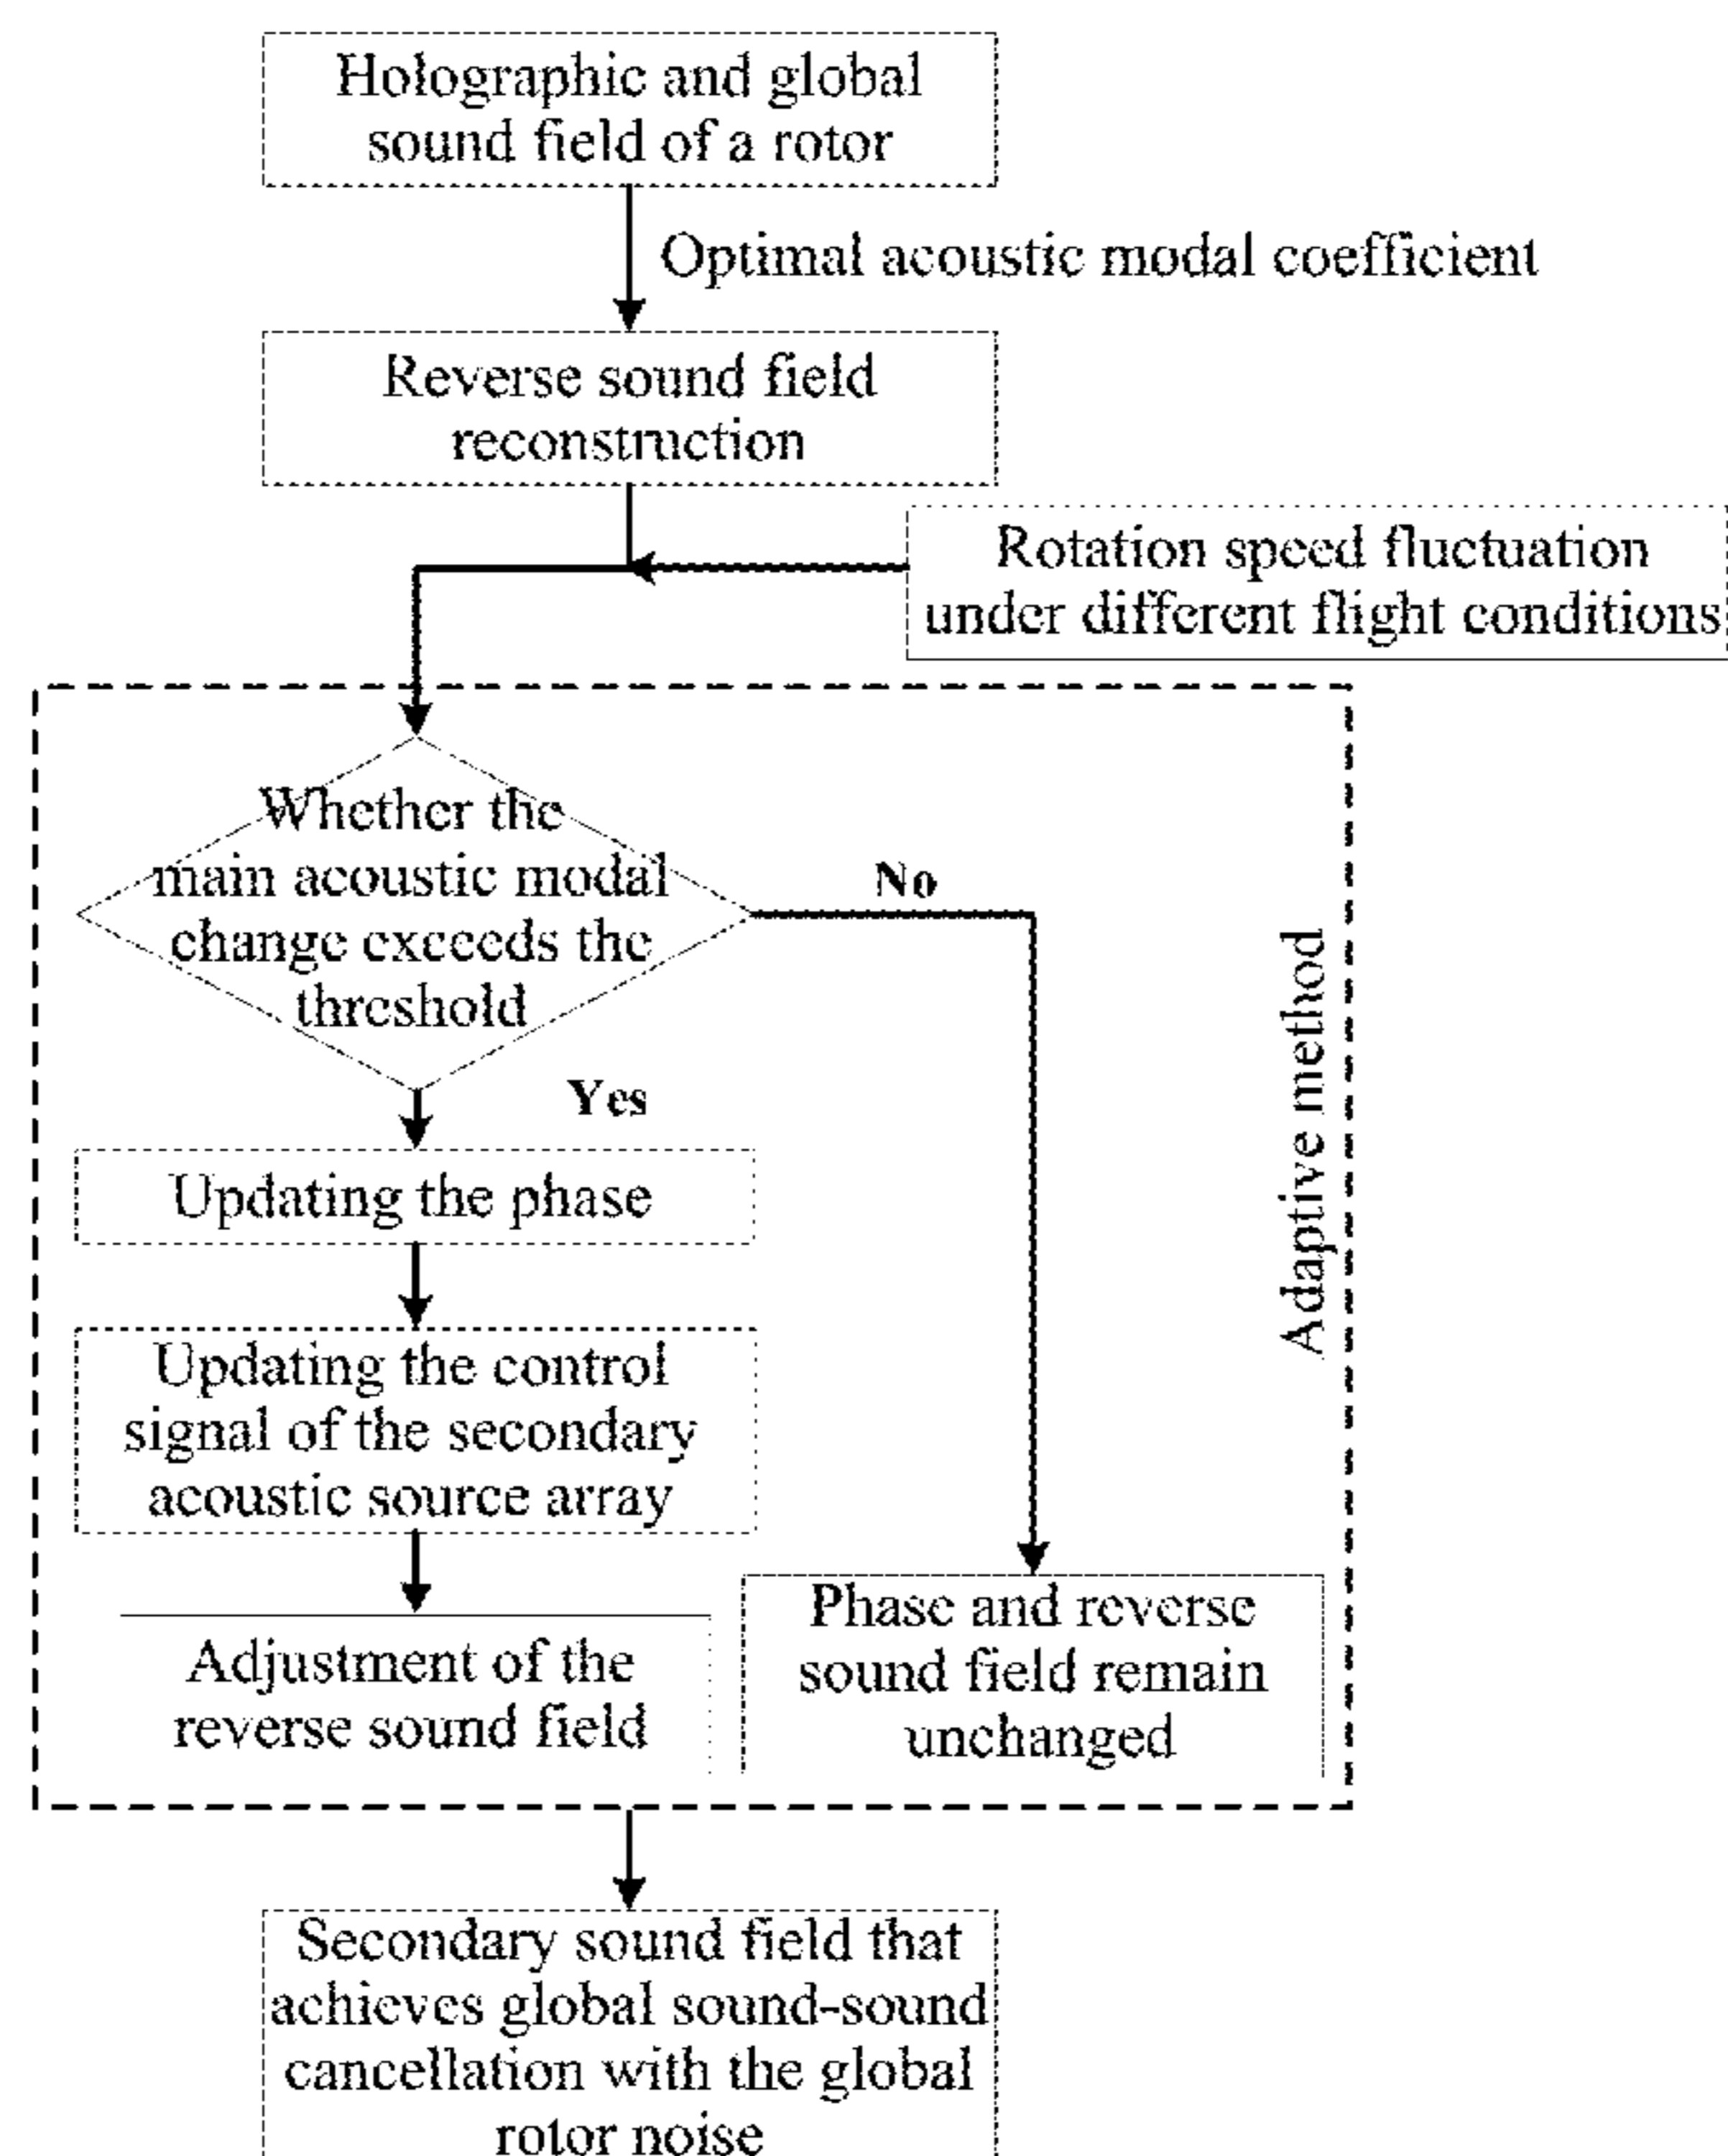 Holographic and global
sound field of a rotor
Optimal acoustic modal coefficient
Reverse sound field
reconstruction
Rotation speed fluctuation
under different flight conditions
Whether the
main acoustic modal
change exceeds the
threshold
No
Yes
Adaptive method
Updating the phase
Updating the control
signal of the secondary
acoustic source array
Adjustment of the
reverse sound field
Phase and reverse
sound field remain
unchanged
Secondary sound field that
achieves global sound-sound
cancellation with the global
rotor noise